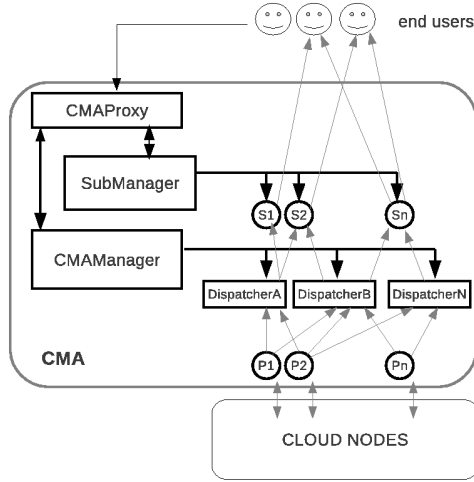 end users
CMAProxy
SubManager
S1 S2 Sn
CMAManager
DispatcherA DispatcherB DispatcherN
CMA
P1 P2 Pn
CLOUD NODES